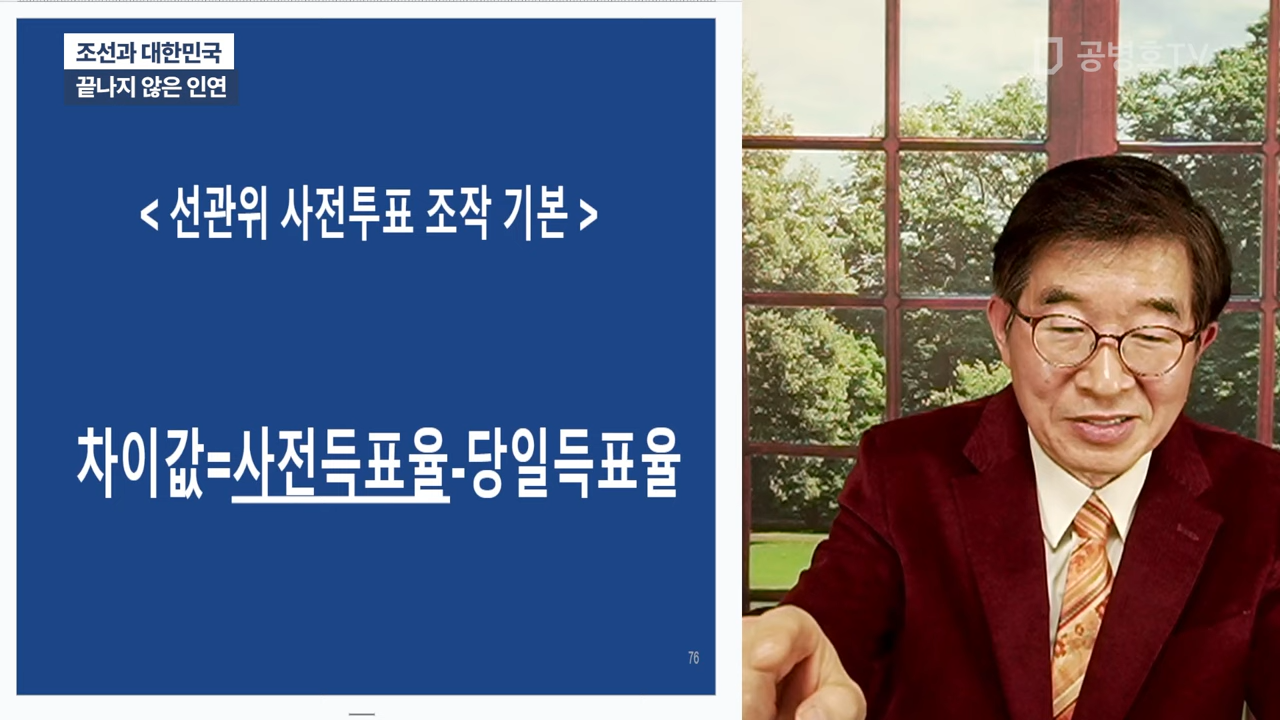 조선과 대한민국
끝나지 않은 인연
공병호TV
< 선관위 사전투표 조작 기본 >
차이값=사전득표율-당일득표율
76